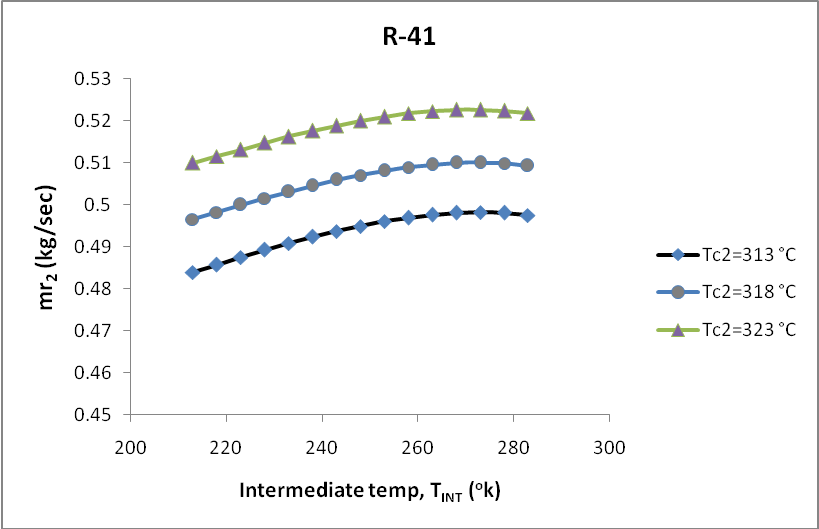 R-41
mr2 (kg/sec)
0.53
0.52
0.51
0.5
0.49
0.48
0.47
0.46
0.45
200 220 240 260 280 300
Intermediate temp, TINT (ok)
Tc2=313 °C
Tc2=318 °C
Tc2=323 °C